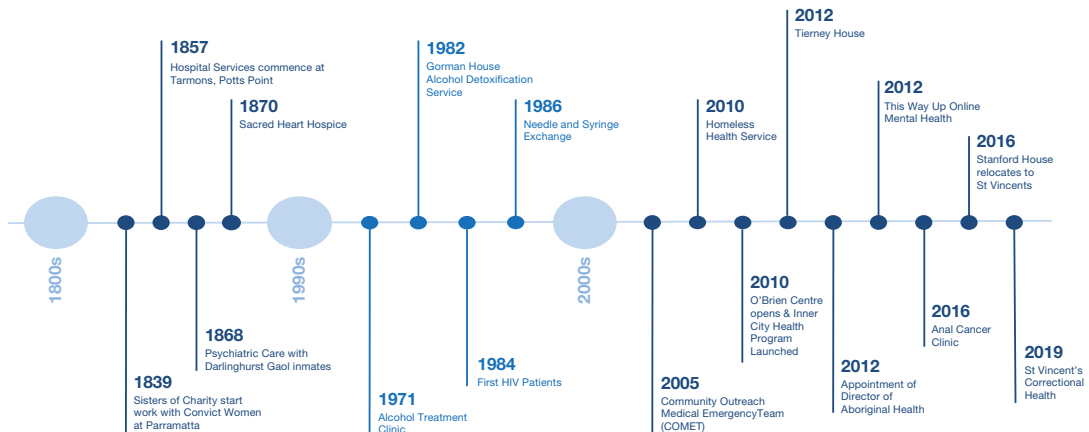 1800s
1839
Sisters of Charity start
work with Convict Women
at Parramatta
1857
Hospital Services commence at
Tarmons, Potts Point
1868
Psychiatric Care with
Darlinghurst Gaol inmates
1870
Sacred Heart Hospice
1990s
1971
Alcohol Treatment
Clinic
1982
Gorman House
Alcohol Detoxification
Service
1984
First HIV Patients
1986
Needle and Syringe
Exchange
2000s
2005
Community Outreach
Medical EmergencyTeam
(COMET)
2010
Homeless
Health Service
2010
O'Brien Centre
opens & Inner
City Health
Program
Launched
2012
Tierney House
2012
Appointment of
Director of
Aboriginal Health
2012
This Way Up Online
Mental Health
2016
Anal Cancer
Clinic
2016
Stanford House
relocates to
St Vincents
2019
St Vincent's
Correctional
Health